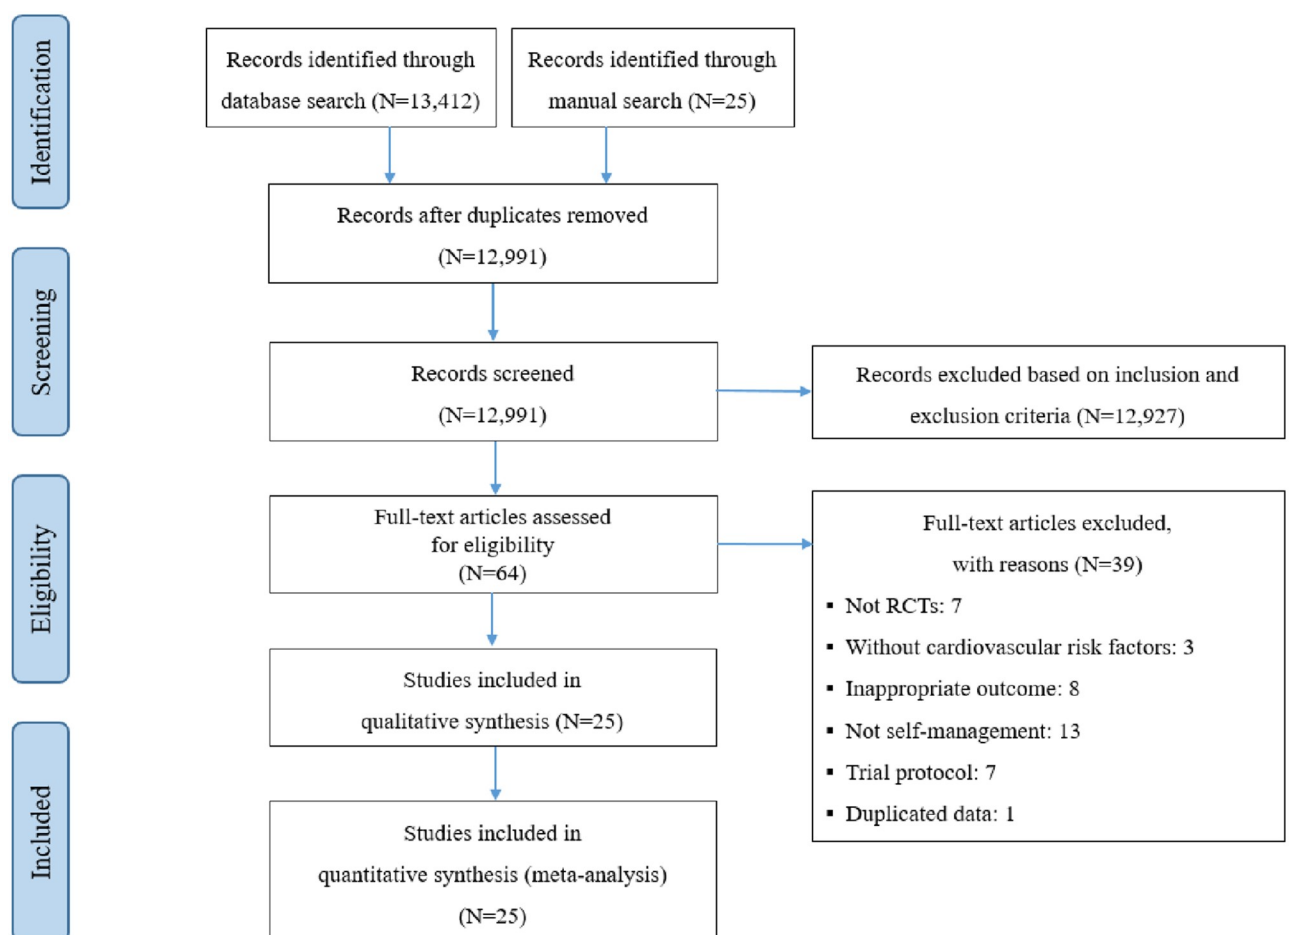 Identification
Records identified through
database search (N=13,412)
Records identified through
manual search (N=25)
Records after duplicates removed
(N=12,991)
Screening
Records screened
(N=12,991)
Records excluded based on inclusion and
exclusion criteria (N=12,927)
Eligibility
Full-text articles assessed
for eligibility
(N=64)
Full-text articles excluded,
with reasons (N=39)
▪ Not RCTs: 7
▪ Without cardiovascular risk factors: 3
▪ Inappropriate outcome: 8
▪ Not self-management: 13
▪ Trial protocol: 7
▪ Duplicated data: 1
Studies included in
qualitative synthesis (N=25)
Included
Studies included in
quantitative synthesis (meta-analysis)
(N=25)